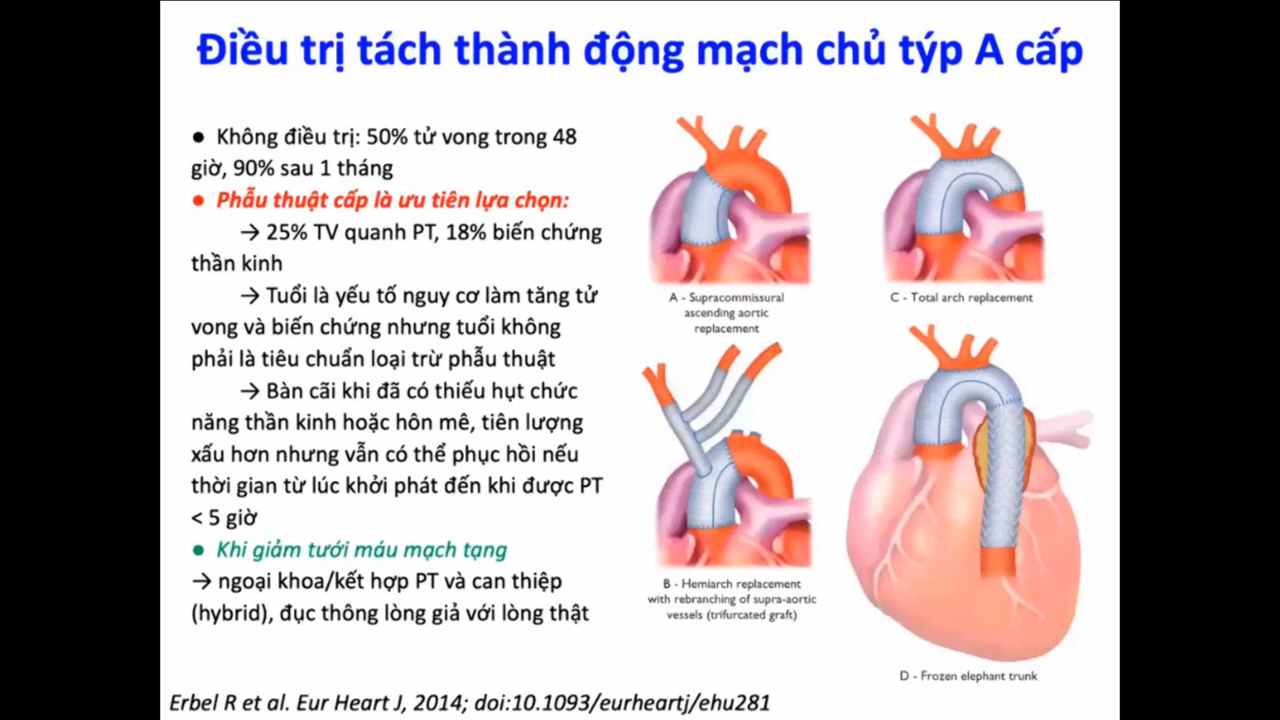 Điều trị tách thành động mạch chủ týp A cấp
● Không điều trị: 50% tử vong trong 48
giờ, 90% sau 1 tháng
● Phẫu thuật cấp là ưu tiên lựa chọn:
→ 25% TV quanh PT, 18% biến chứng
thần kinh
→ Tuổi là yếu tố nguy cơ làm tăng tử
vong và biến chứng nhưng tuổi không
phải là tiêu chuẩn loại trừ phẫu thuật
→ Bàn cãi khi đã có thiếu hụt chức
năng thần kinh hoặc hôn mê, tiên lượng
xấu hơn nhưng vẫn có thể phục hồi nếu
thời gian từ lúc khởi phát đến khi được PT
< 5 giờ
● Khi giảm tưới máu mạch tạng
→ ngoại khoa/kết hợp PT và can thiệp
(hybrid), đục thông lòng giả với lòng thật
A - Supracommissural
ascending aortic
replacement
C - Total arch replacement
B - Hemiarch replacement
with rebranching of supra-aortic
vessels (trifurcated graft)
D - Frozen elephant trunk
Erbel R et al. Eur Heart J, 2014; doi:10.1093/eurheartj/ehu281